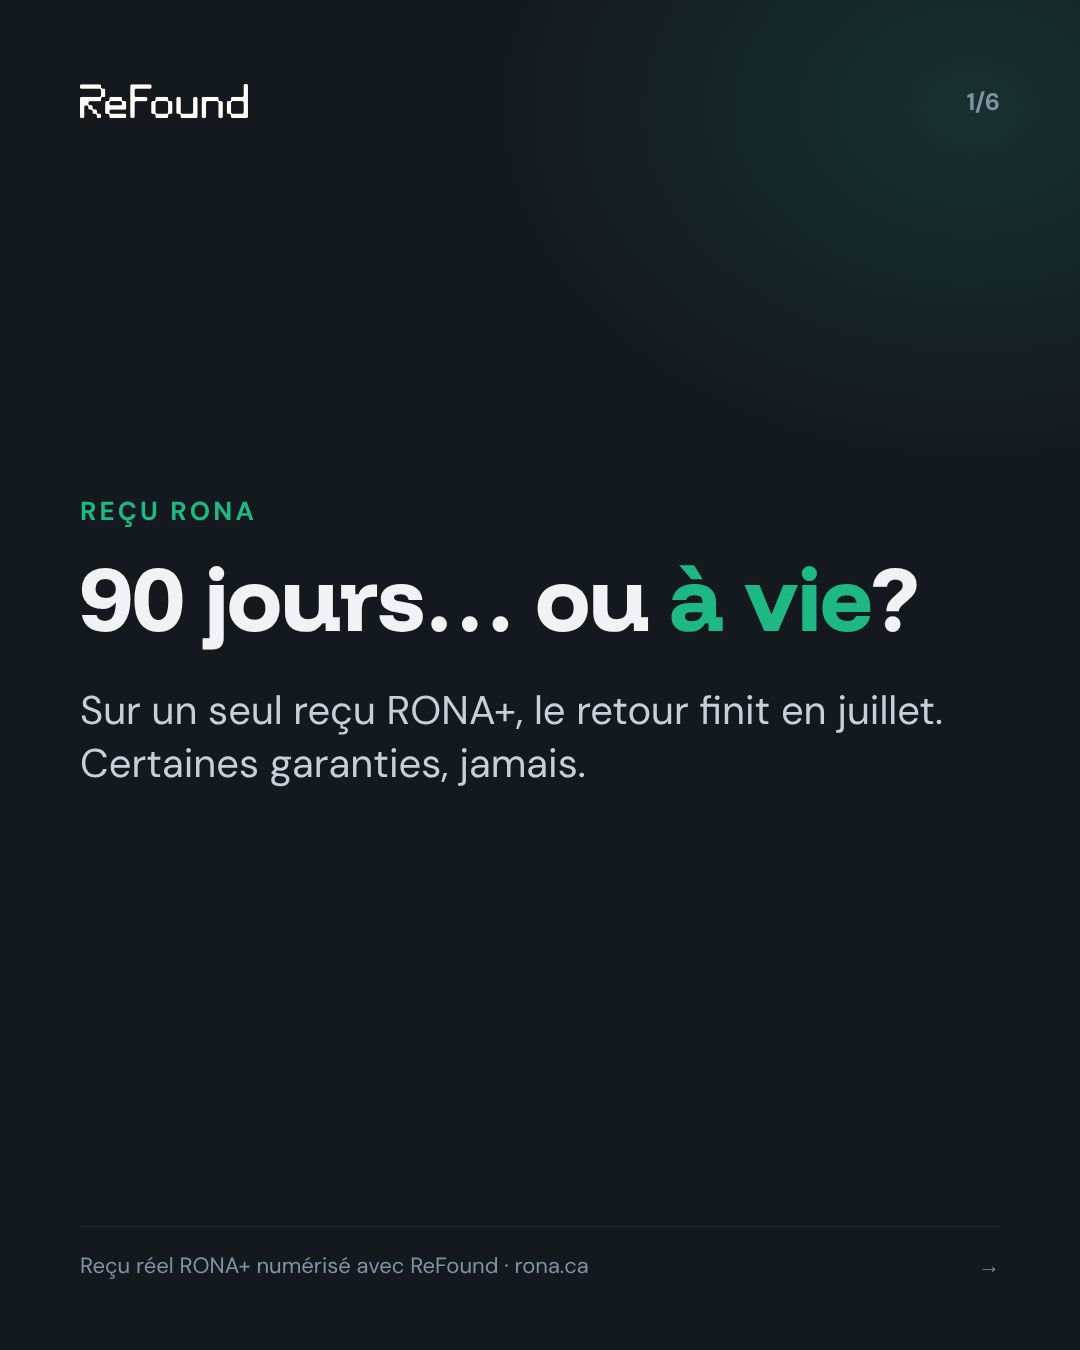 ReFound
1/6
REÇU RONA
90 jours… ou à vie?
Sur un seul reçu RONA+, le retour finit en juillet.
Certaines garanties, jamais.
Reçu réel RONA+ numérisé avec ReFound · rona.ca
→